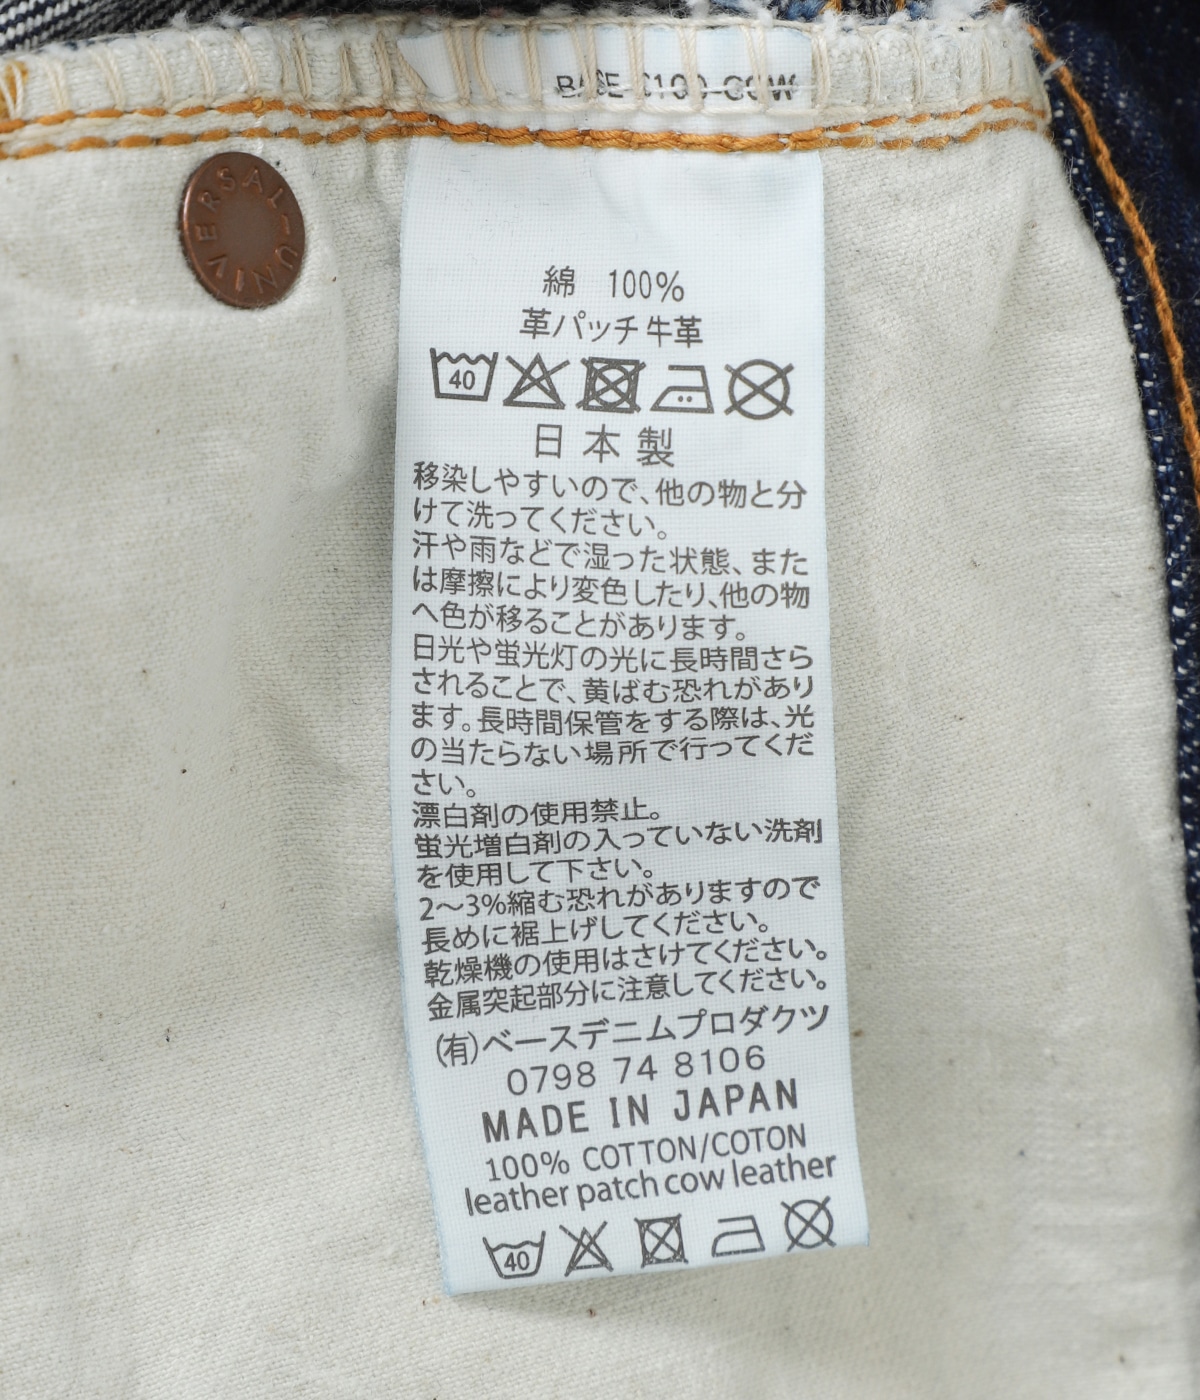 BASE C100-COW
UNIVERSAL
綿 100%
革パッチ牛革
40
日本製
移染しやすいので、他の物と分
けて洗ってください。
汗や雨などで湿った状態、また
は摩擦により変色したり、他の物
へ色が移ることがあります。
日光や蛍光灯の光に長時間さら
されることで、黄ばむ恐れがあり
ます。長時間保管をする際は、光
の当たらない場所で行ってくだ
さい。
漂白剤の使用禁止。
蛍光増白剤の入っていない洗剤
を使用して下さい。
2〜3%縮む恐れがありますので
長めに裾上げしてください。
乾燥機の使用はさけてください。
金属突起部分に注意してください。
(有)ベースデニムプロダクツ
0798 74 8106
MADE IN JAPAN
100% COTTON/COTON
leather patch cow leather
40